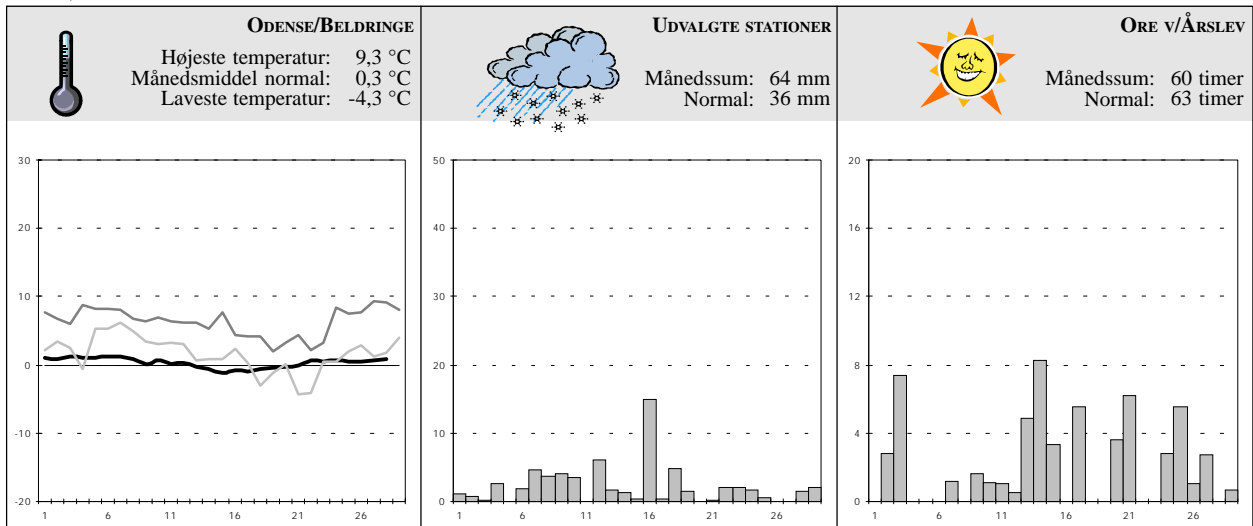 ODENSE/BELDRINGE
Højeste temperatur: 9,3 °C
Månedsmiddel normal: 0,3 °C
Laveste temperatur: -4,3 °C
30
20
10
0
-10
-20
1 6 11 16 21 26
UDVALGTE STATIONER
Månedssum: 64 mm
Normal: 36 mm
50
40
30
20
10
0
1 6 11 16 21 26
ORE V/ÅRSLEV
Månedssum: 60 timer
Normal: 63 timer
20
16
12
8
4
0
1 6 11 16 21 26